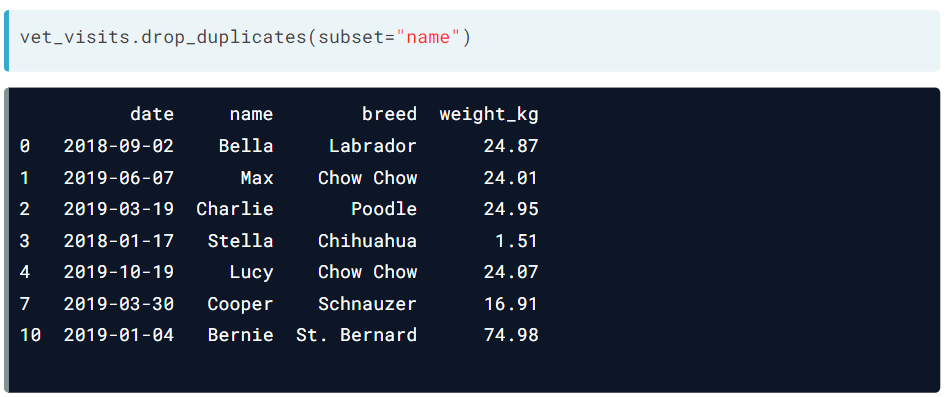 vet_visits.drop_duplicates(subset="name")
date name breed weight_kg
0 2018-09-02 Bella Labrador 24.87
1 2019-06-07 Max Chow Chow 24.01
2 2019-03-19 Charlie Poodle 24.95
3 2018-01-17 Stella Chihuahua 1.51
4 2019-10-19 Lucy Chow Chow 24.07
7 2019-03-30 Cooper Schnauzer 16.91
10 2019-01-04 Bernie St. Bernard 74.98